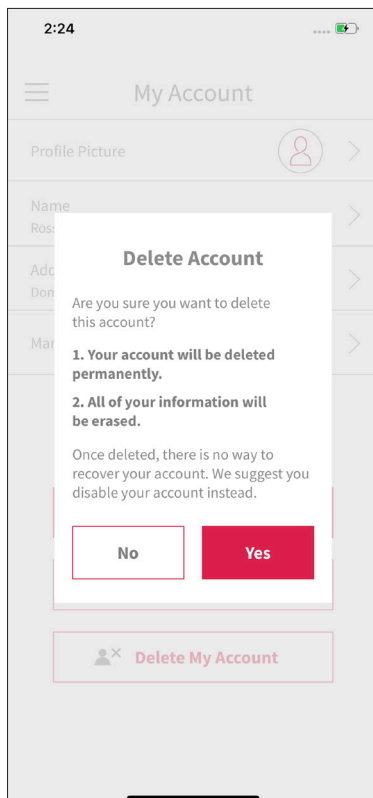 2:24
My Account
Profile Picture
Name
Ross
Delete Account
Are you sure you want to delete
this account?
1. Your account will be deleted
permanently.
2. All of your information will
be erased.
Once deleted, there is no way to
recover your account. We suggest you
disable your account instead.
No
Yes
Delete My Account